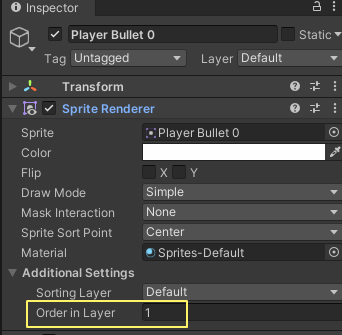 Inspector
Player Bullet 0 Static
Tag Untagged Layer Default
Transform
Sprite Renderer
Sprite Player Bullet 0
Color
Flip X Y
Draw Mode Simple
Mask Interaction None
Sprite Sort Point Center
Material Sprites-Default
Additional Settings
Sorting Layer Default
Order in Layer 1